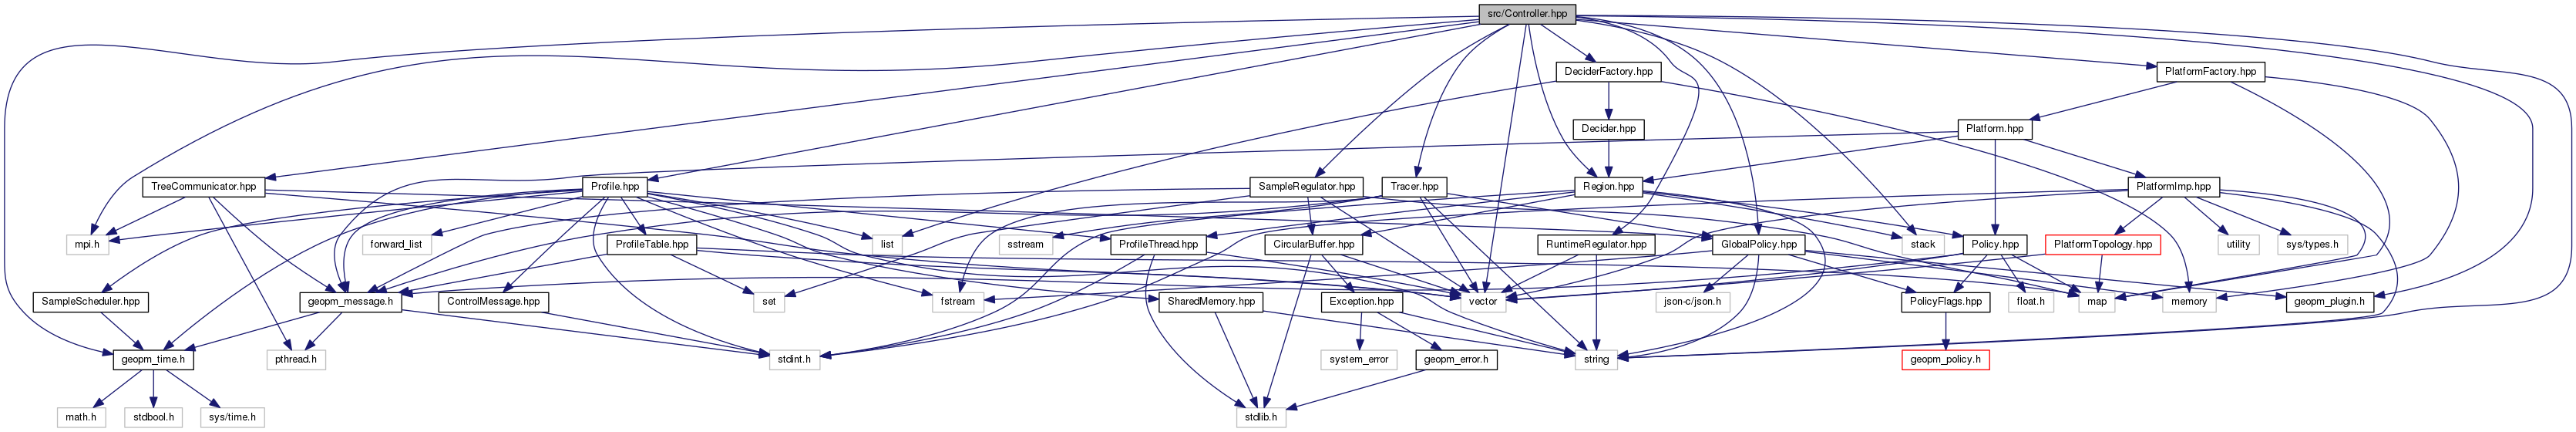 src/Controller.hpp
DeciderFactory.hpp
PlatformFactory.hpp
Decider.hpp
Platform.hpp
TreeCommunicator.hpp
Profile.hpp
SampleRegulator.hpp
Tracer.hpp
Region.hpp
PlatformImp.hpp
mpi.h
forward_list
ProfileTable.hpp
list
sstream
ProfileThread.hpp
CircularBuffer.hpp
RuntimeRegulator.hpp
GlobalPolicy.hpp
stack
Policy.hpp
PlatformTopology.hpp
utility
sys/types.h
SampleScheduler.hpp
geopm_message.h
ControlMessage.hpp
set
fstream
SharedMemory.hpp
Exception.hpp
vector
json-c/json.h
PolicyFlags.hpp
float.h
map
memory
geopm_plugin.h
geopm_time.h
pthread.h
stdint.h
system_error
geopm_error.h
string
geopm_policy.h
math.h
stdbool.h
sys/time.h
stdlib.h